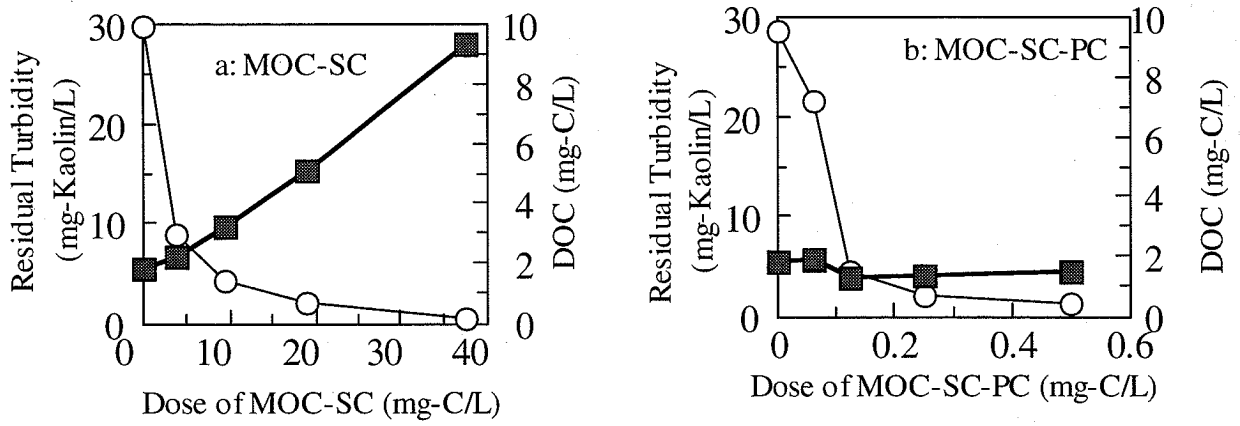 a: MOC-SC
Residual Turbidity
(mg-Kaolin/L)
30
20
10
0
10
8
6
4
2
0
DOC (mg-C/L)
0
10
20
30
40
Dose of MOC-SC (mg-C/L)
b: MOC-SC-PC
Residual Turbidity
(mg-Kaolin/L)
30
20
10
0
10
8
6
4
2
0
DOC (mg-C/L)
0
0.2
0.4
0.6
Dose of MOC-SC-PC (mg-C/L)